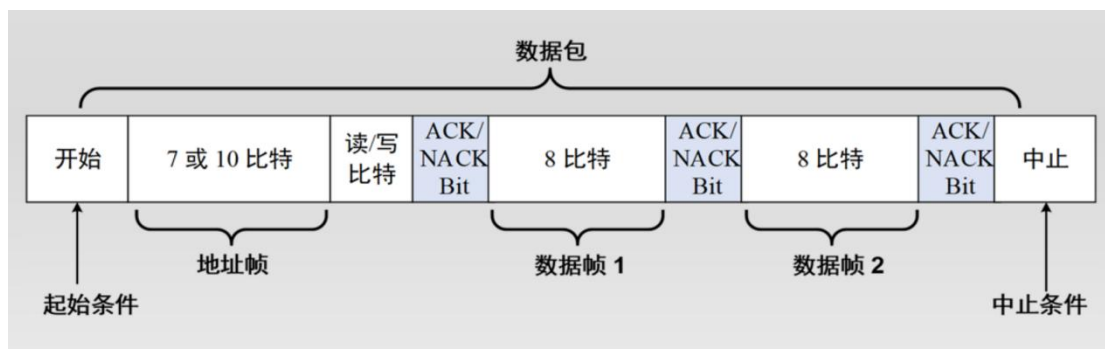 数据包
开始
7 或 10 比特
读/写
比特
ACK/
NACK
Bit
8 比特
ACK/
NACK
Bit
8 比特
ACK/
NACK
Bit
中止
地址帧
数据帧 1
数据帧 2
起始条件
中止条件